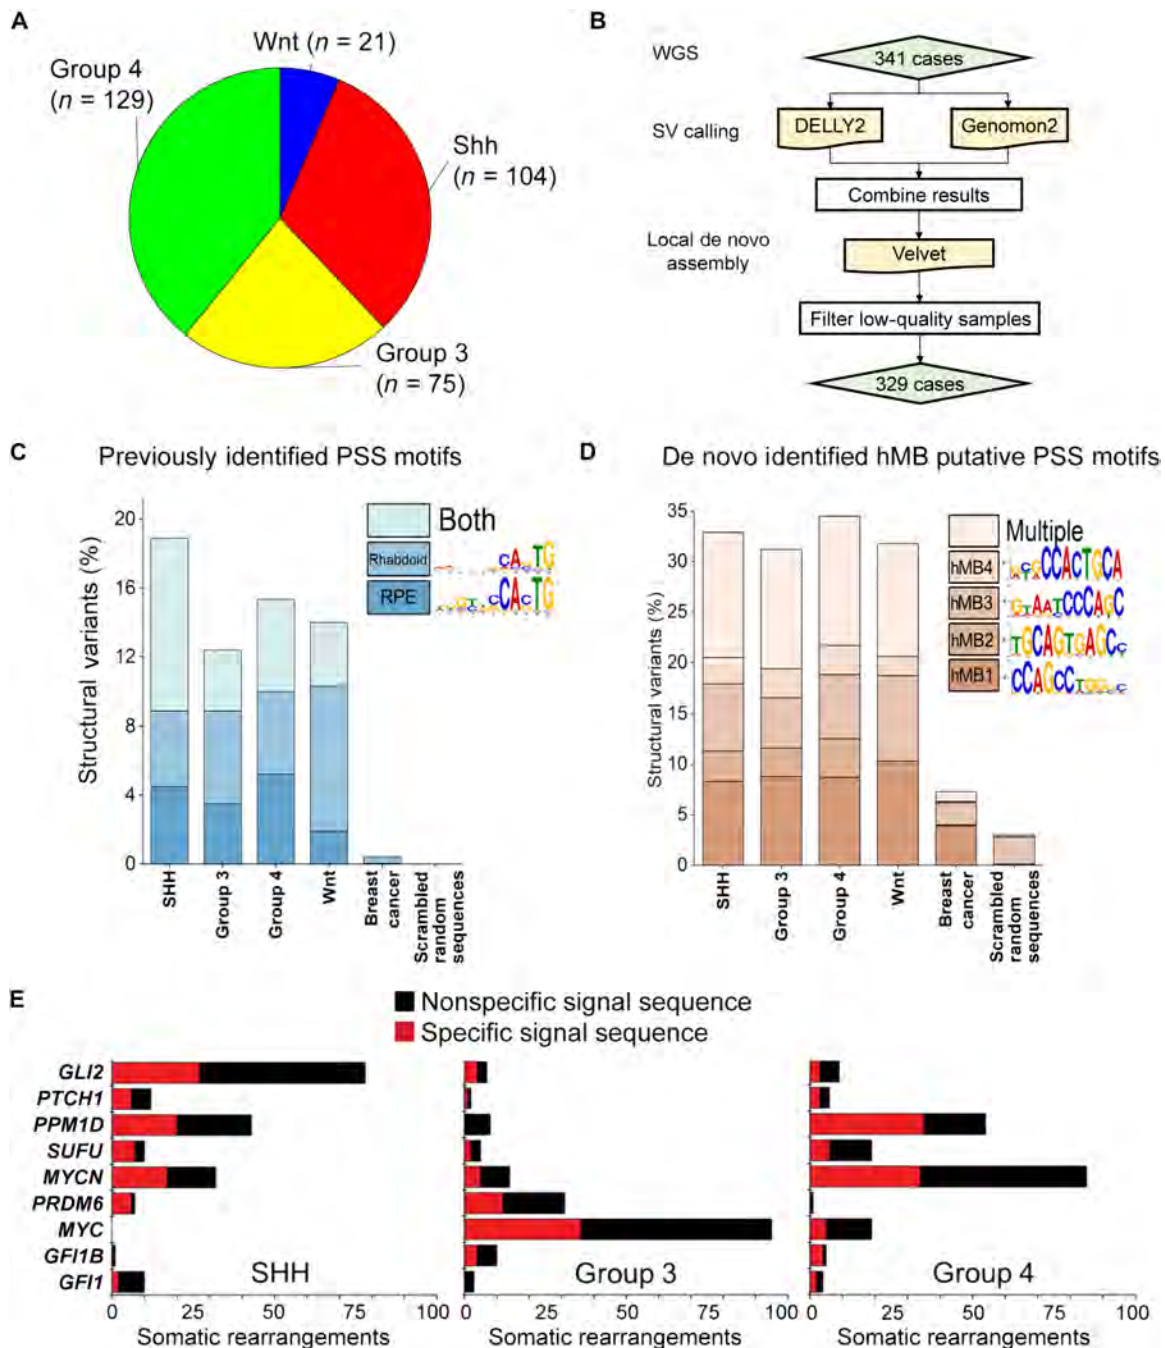 A
Wnt (n = 21)
Group 4
(n = 129)
Shh
(n = 104)
Group 3
(n = 75)
B
WGS
341 cases
SV calling
DELLY2
Genomon2
Combine results
Local de novo
assembly
Velvet
Filter low-quality samples
329 cases
C
Previously identified PSS motifs
Structural variants (%)
20
16
12
8
4
0
Both
Rhabdoid
RPE
SHH
Group 3
Group 4
Wnt
Breast
cancer
Scrambled
random
sequences
D
De novo identified hMB putative PSS motifs
Structural variants (%)
35
30
25
20
15
10
5
0
Multiple
hMB4
CCACTGCA
hMB3
GTAATCCCAGC
hMB2
TGCAGTGAGCC
hMB1
CCAGCC
SHH
Group 3
Group 4
Wnt
Breast
cancer
Scrambled
random
sequences
E
Nonspecific signal sequence
Specific signal sequence
GLI2
PTCH1
PPM1D
SUFU
MYCN
PRDM6
MYC
GFI1B
GFI1
SHH
0 25 50 75 100
Somatic rearrangements
Group 3
0 25 50 75 100
Somatic rearrangements
Group 4
0 25 50 75 100
Somatic rearrangements